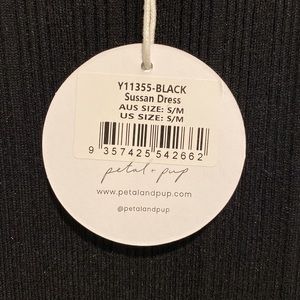 Y11355-BLACK
Sussan Dress
AUS SIZE: S/M
US SIZE: S/M
9 357425 542662
petal + pup
www.petalandpup.com
@petalandpup